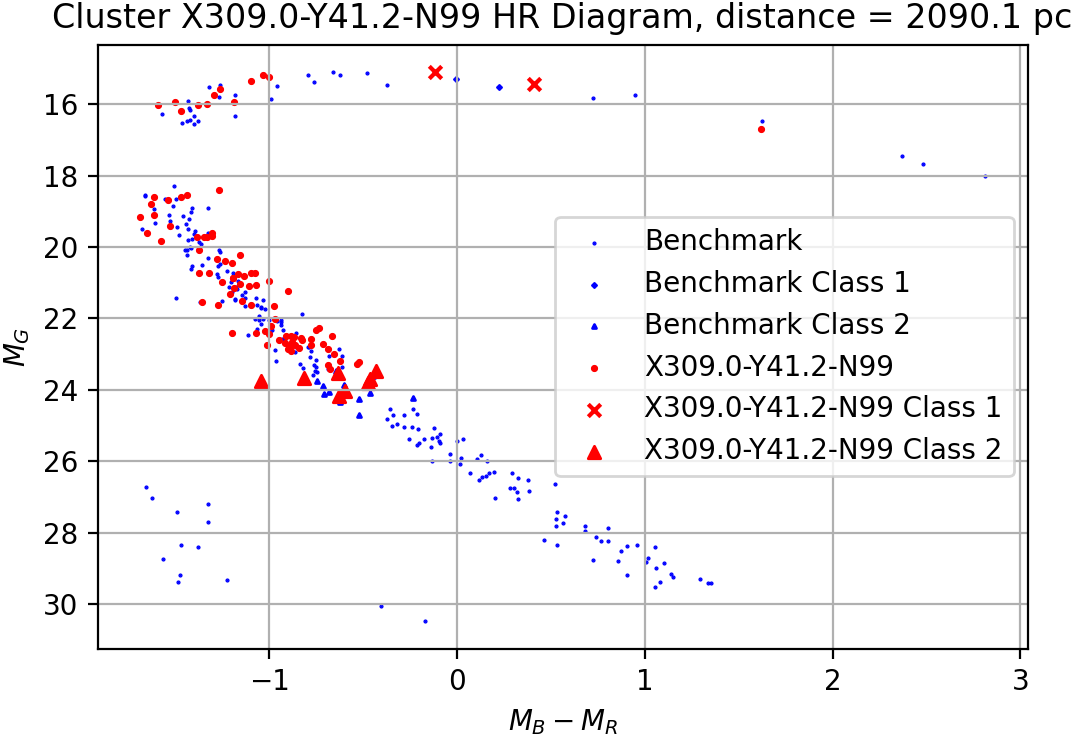 Cluster X309.0-Y41.2-N99 HR Diagram, distance = 2090.1 pc
16
18
20
22
24
26
28
30
M_G
Benchmark
Benchmark Class 1
Benchmark Class 2
X309.0-Y41.2-N99
X309.0-Y41.2-N99 Class 1
X309.0-Y41.2-N99 Class 2
−1 0 1 2 3
M_B − M_R